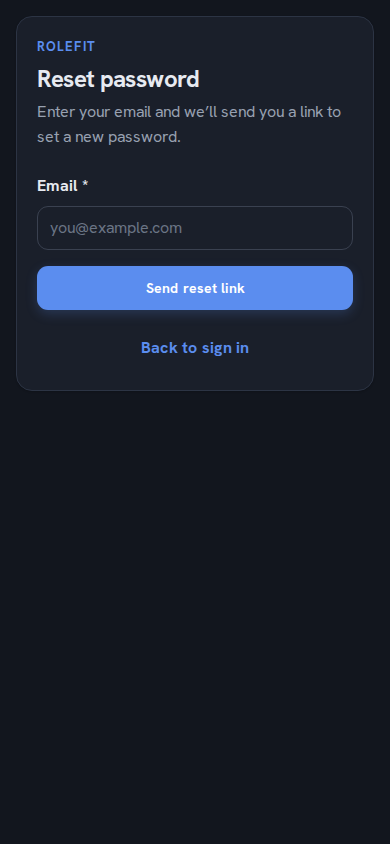 ROLEFIT
Reset password
Enter your email and we’ll send you a link to
set a new password.
Email *
you@example.com
Send reset link
Back to sign in